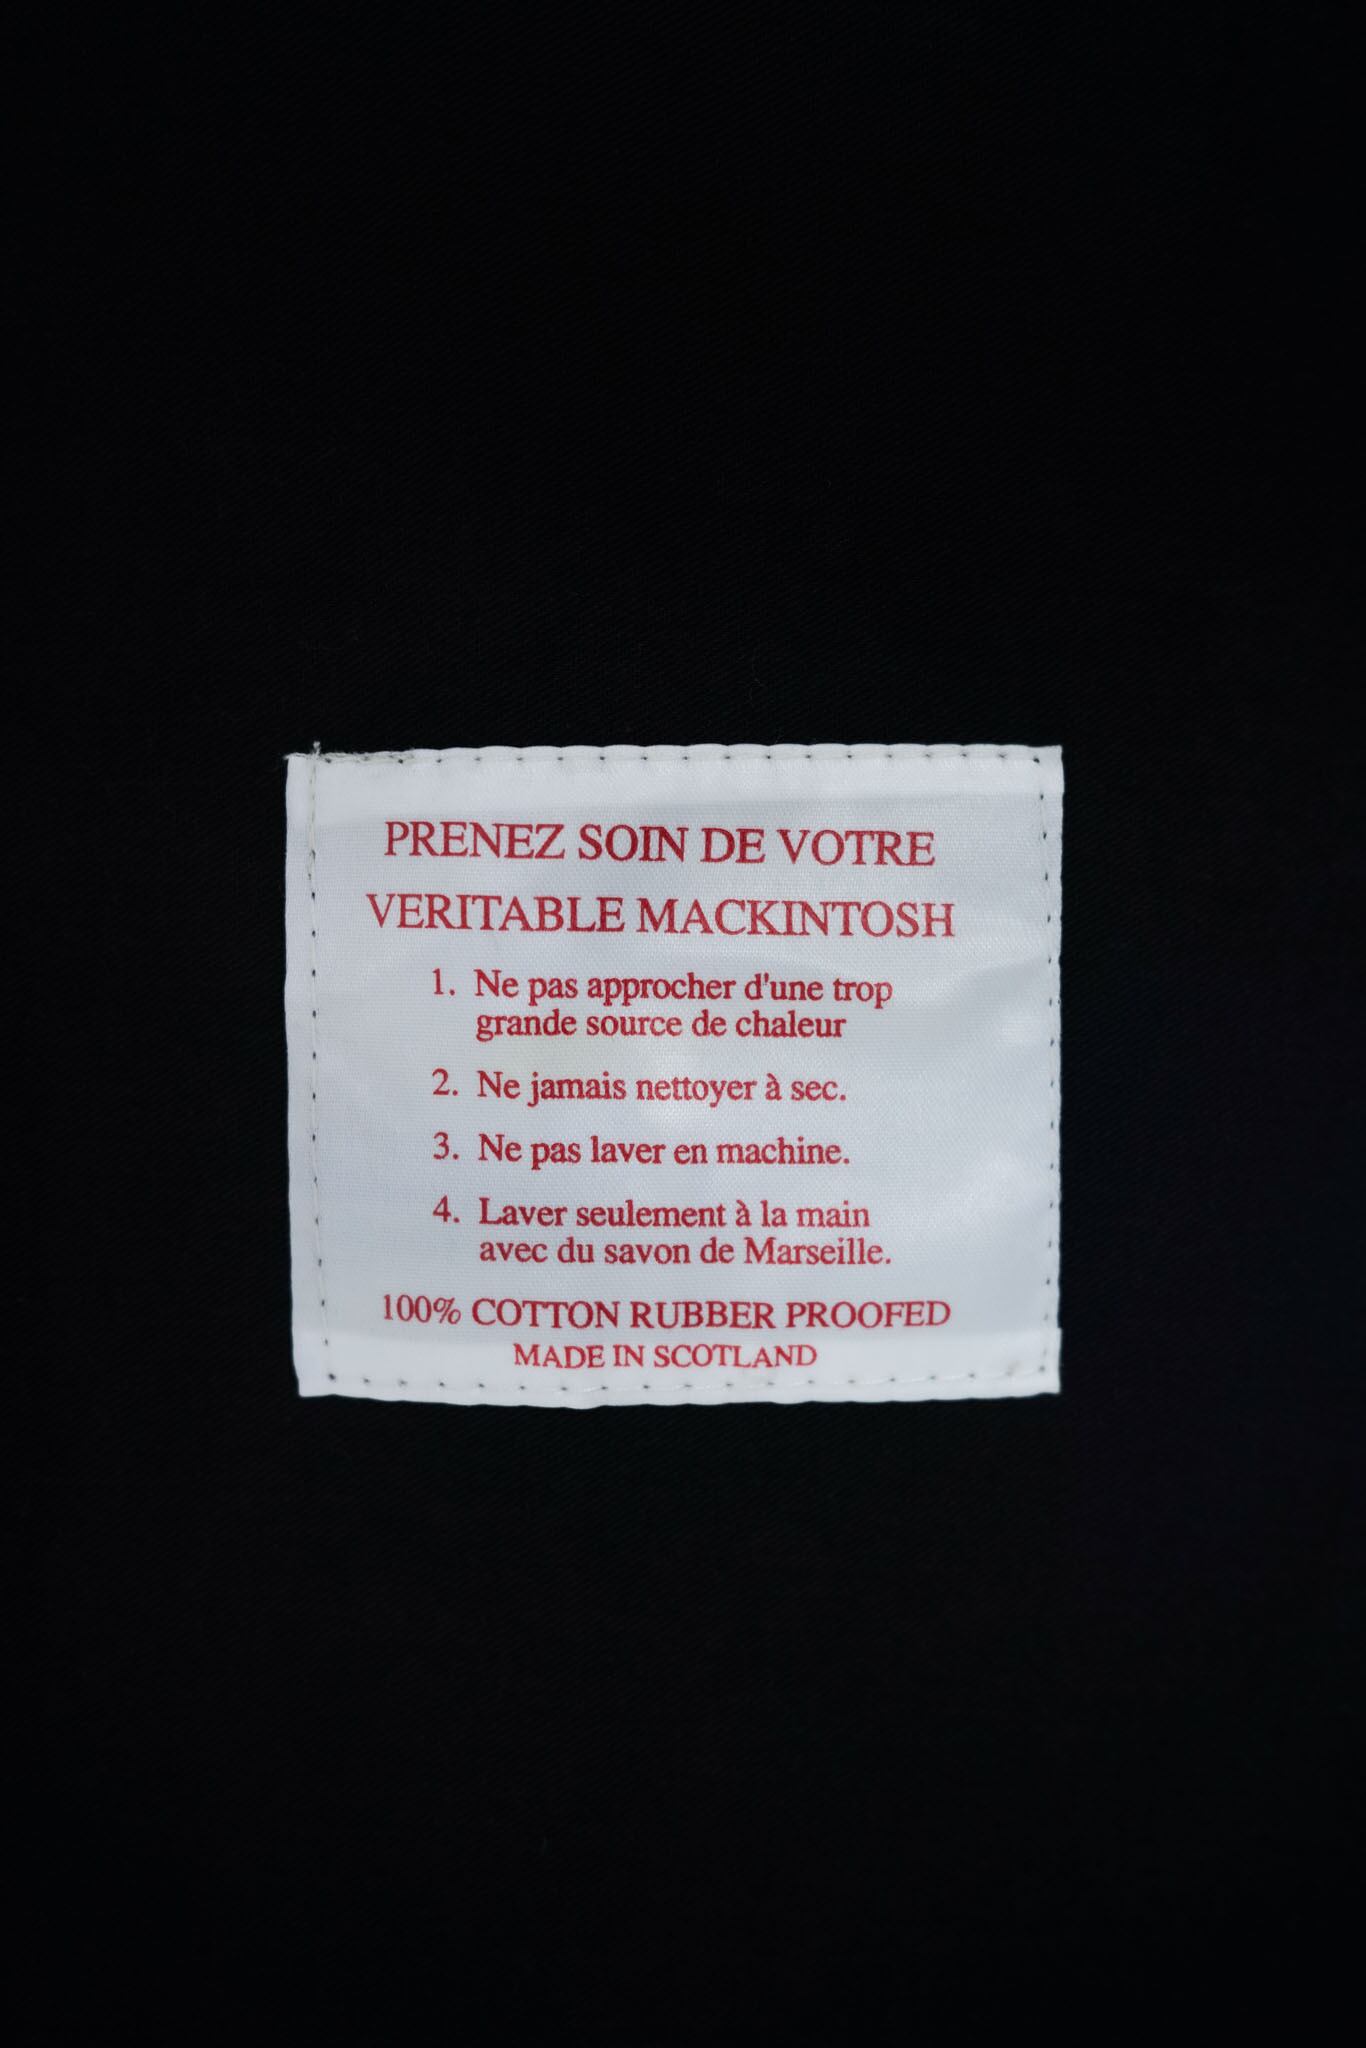 PRENEZ SOIN DE VOTRE
VERITABLE MACKINTOSH
1. Ne pas approcher d'une trop
grande source de chaleur
2. Ne jamais nettoyer à sec.
3. Ne pas laver en machine.
4. Laver seulement à la main
avec du savon de Marseille.
100% COTTON RUBBER PROOFED
MADE IN SCOTLAND